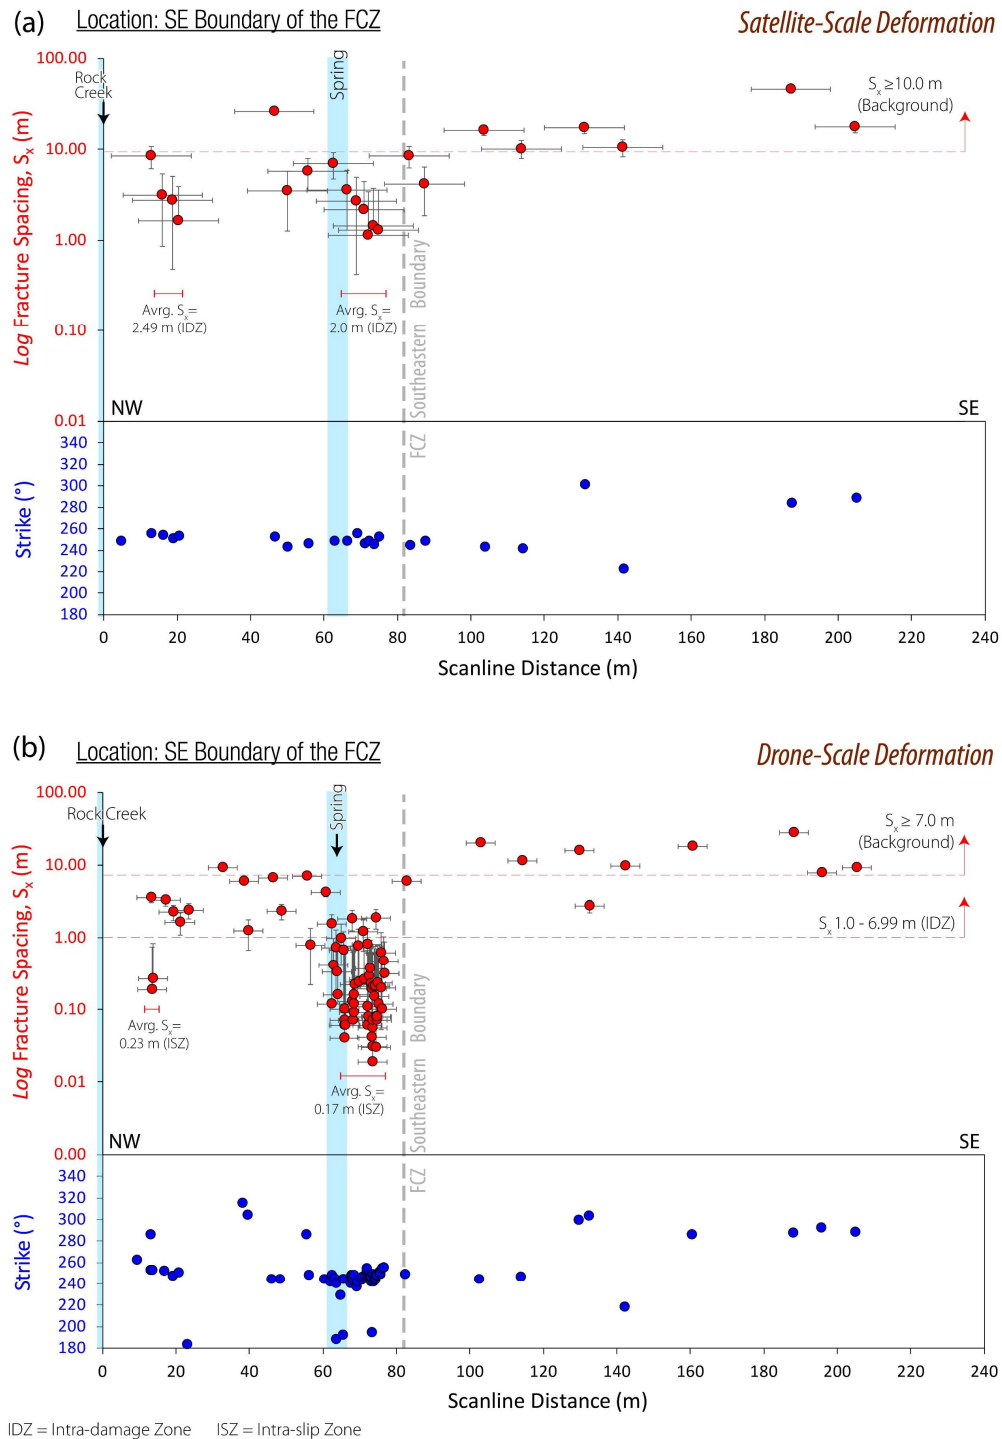 (a) Location: SE Boundary of the FCZ Satellite-Scale Deformation
100.00
10.00
1.00
0.10
0.01
Log Fracture Spacing, Sx (m)
Rock
Creek
Spring
Sx ≥10.0 m
(Background)
Avrg. Sx=
2.49 m (IDZ)
Avrg. Sx=
2.0 m (IDZ)
FCZ Southeastern Boundary
NW SE
340
320
300
280
260
240
220
200
180
Strike (°)
0 20 40 60 80 100 120 140 160 180 200 220 240
Scanline Distance (m)
(b) Location: SE Boundary of the FCZ Drone-Scale Deformation
100.00
10.00
1.00
0.10
0.01
0.00
Log Fracture Spacing, Sx (m)
Rock Creek
Spring
Sx ≥ 7.0 m
(Background)
Sx 1.0 - 6.99 m (IDZ)
Avrg. Sx=
0.23 m (ISZ)
Avrg. Sx=
0.17 m (ISZ)
FCZ Southeastern Boundary
NW SE
340
320
300
280
260
240
220
200
180
Strike (°)
0 20 40 60 80 100 120 140 160 180 200 220 240
Scanline Distance (m)
IDZ = Intra-damage Zone ISZ = Intra-slip Zone